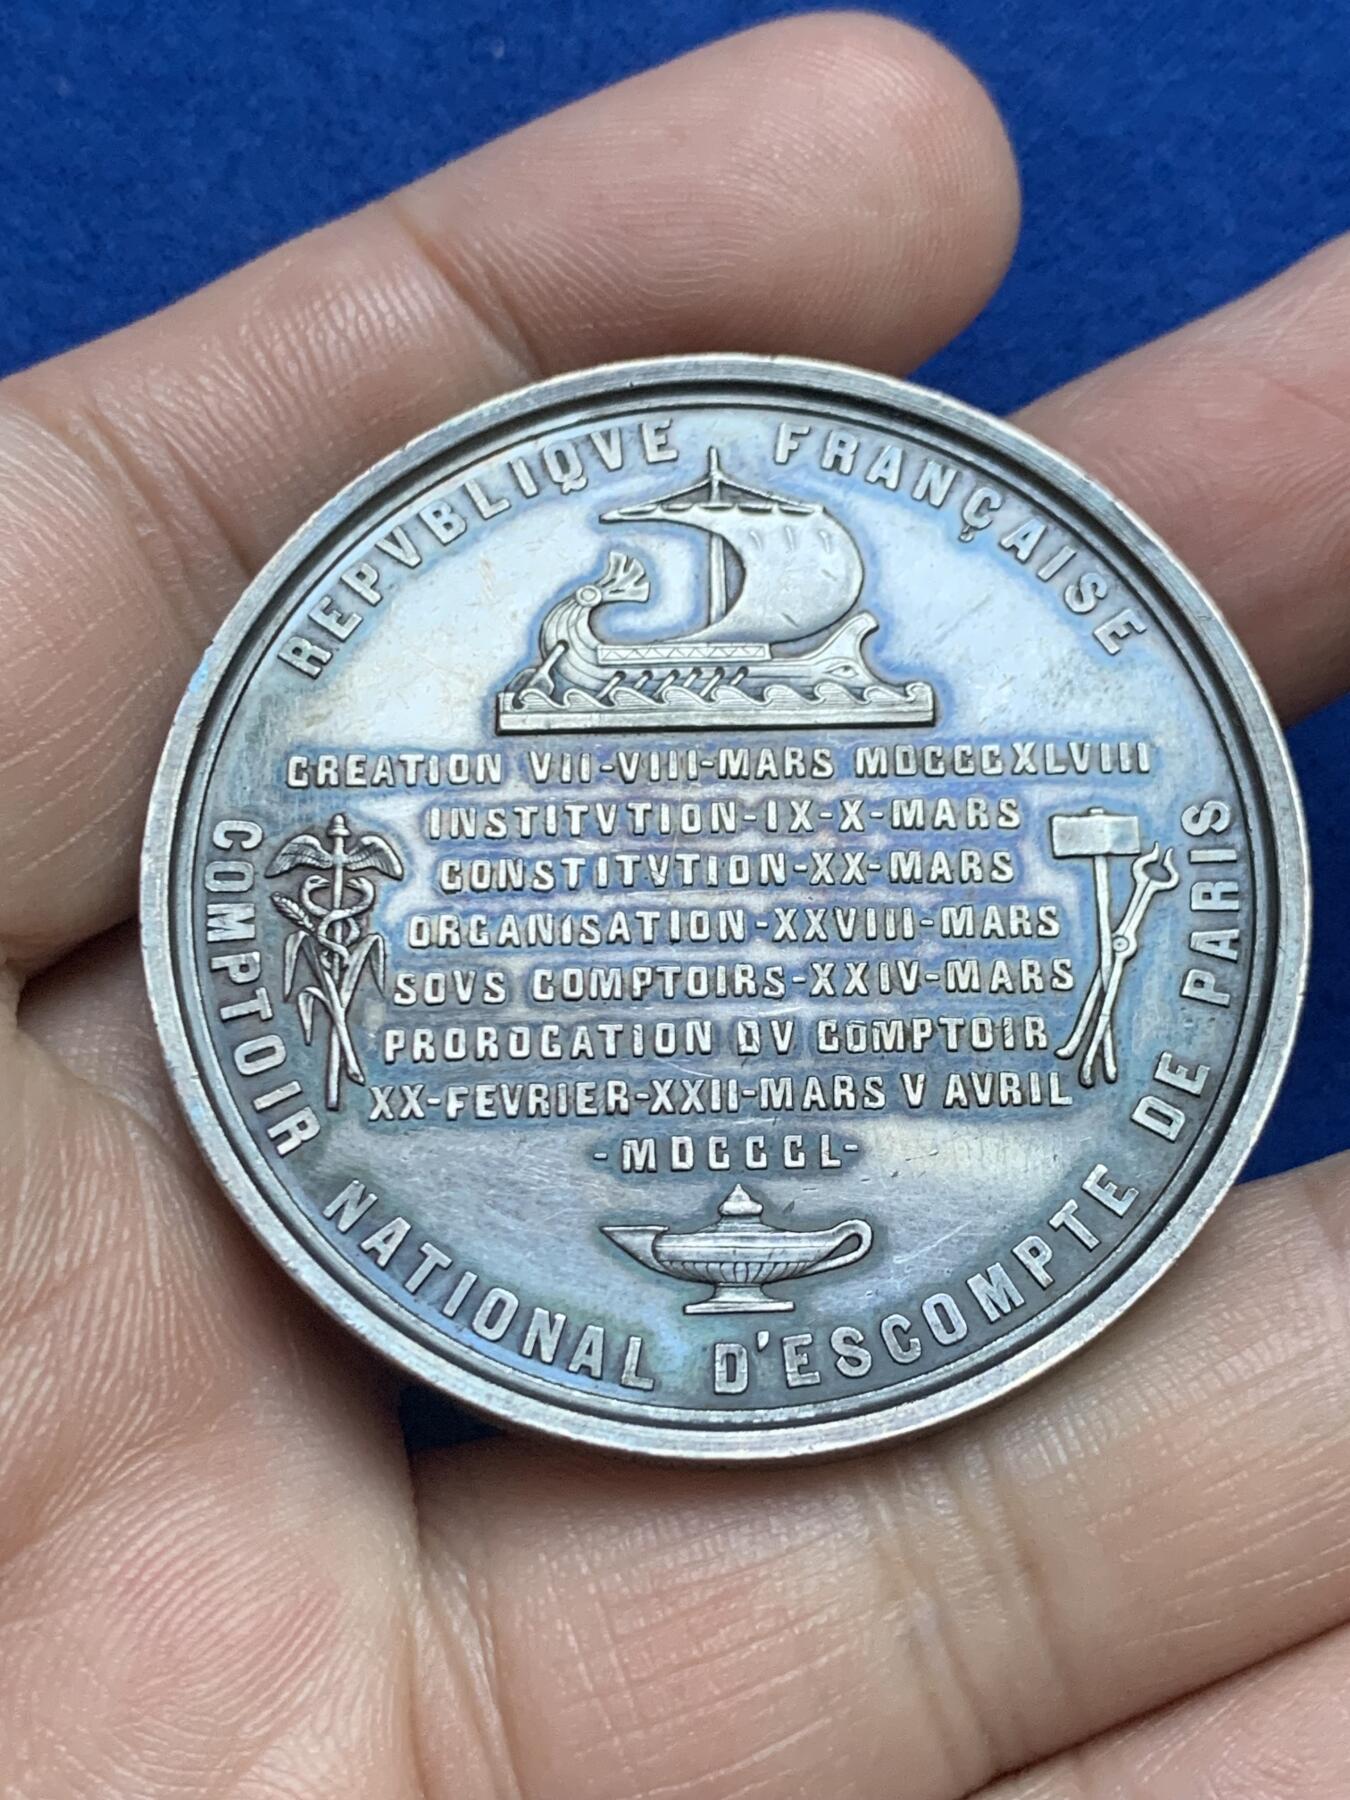 REPVBLIQVE FRANÇAISE
CREATION VII-VIII-MARS MDCCCXLVIII
INSTITVTION-IX-X-MARS
CONSTITVTION-XX-MARS
ORGANISATION-XXVIII-MARS
SOVS COMPTOIRS-XXIV-MARS
PROROGATION DV COMPTOIR
XX-FEVRIER-XXII-MARS V AVRIL
-MDCCCL-
COMPTOIR NATIONAL D'ESCOMPTE DE PARIS